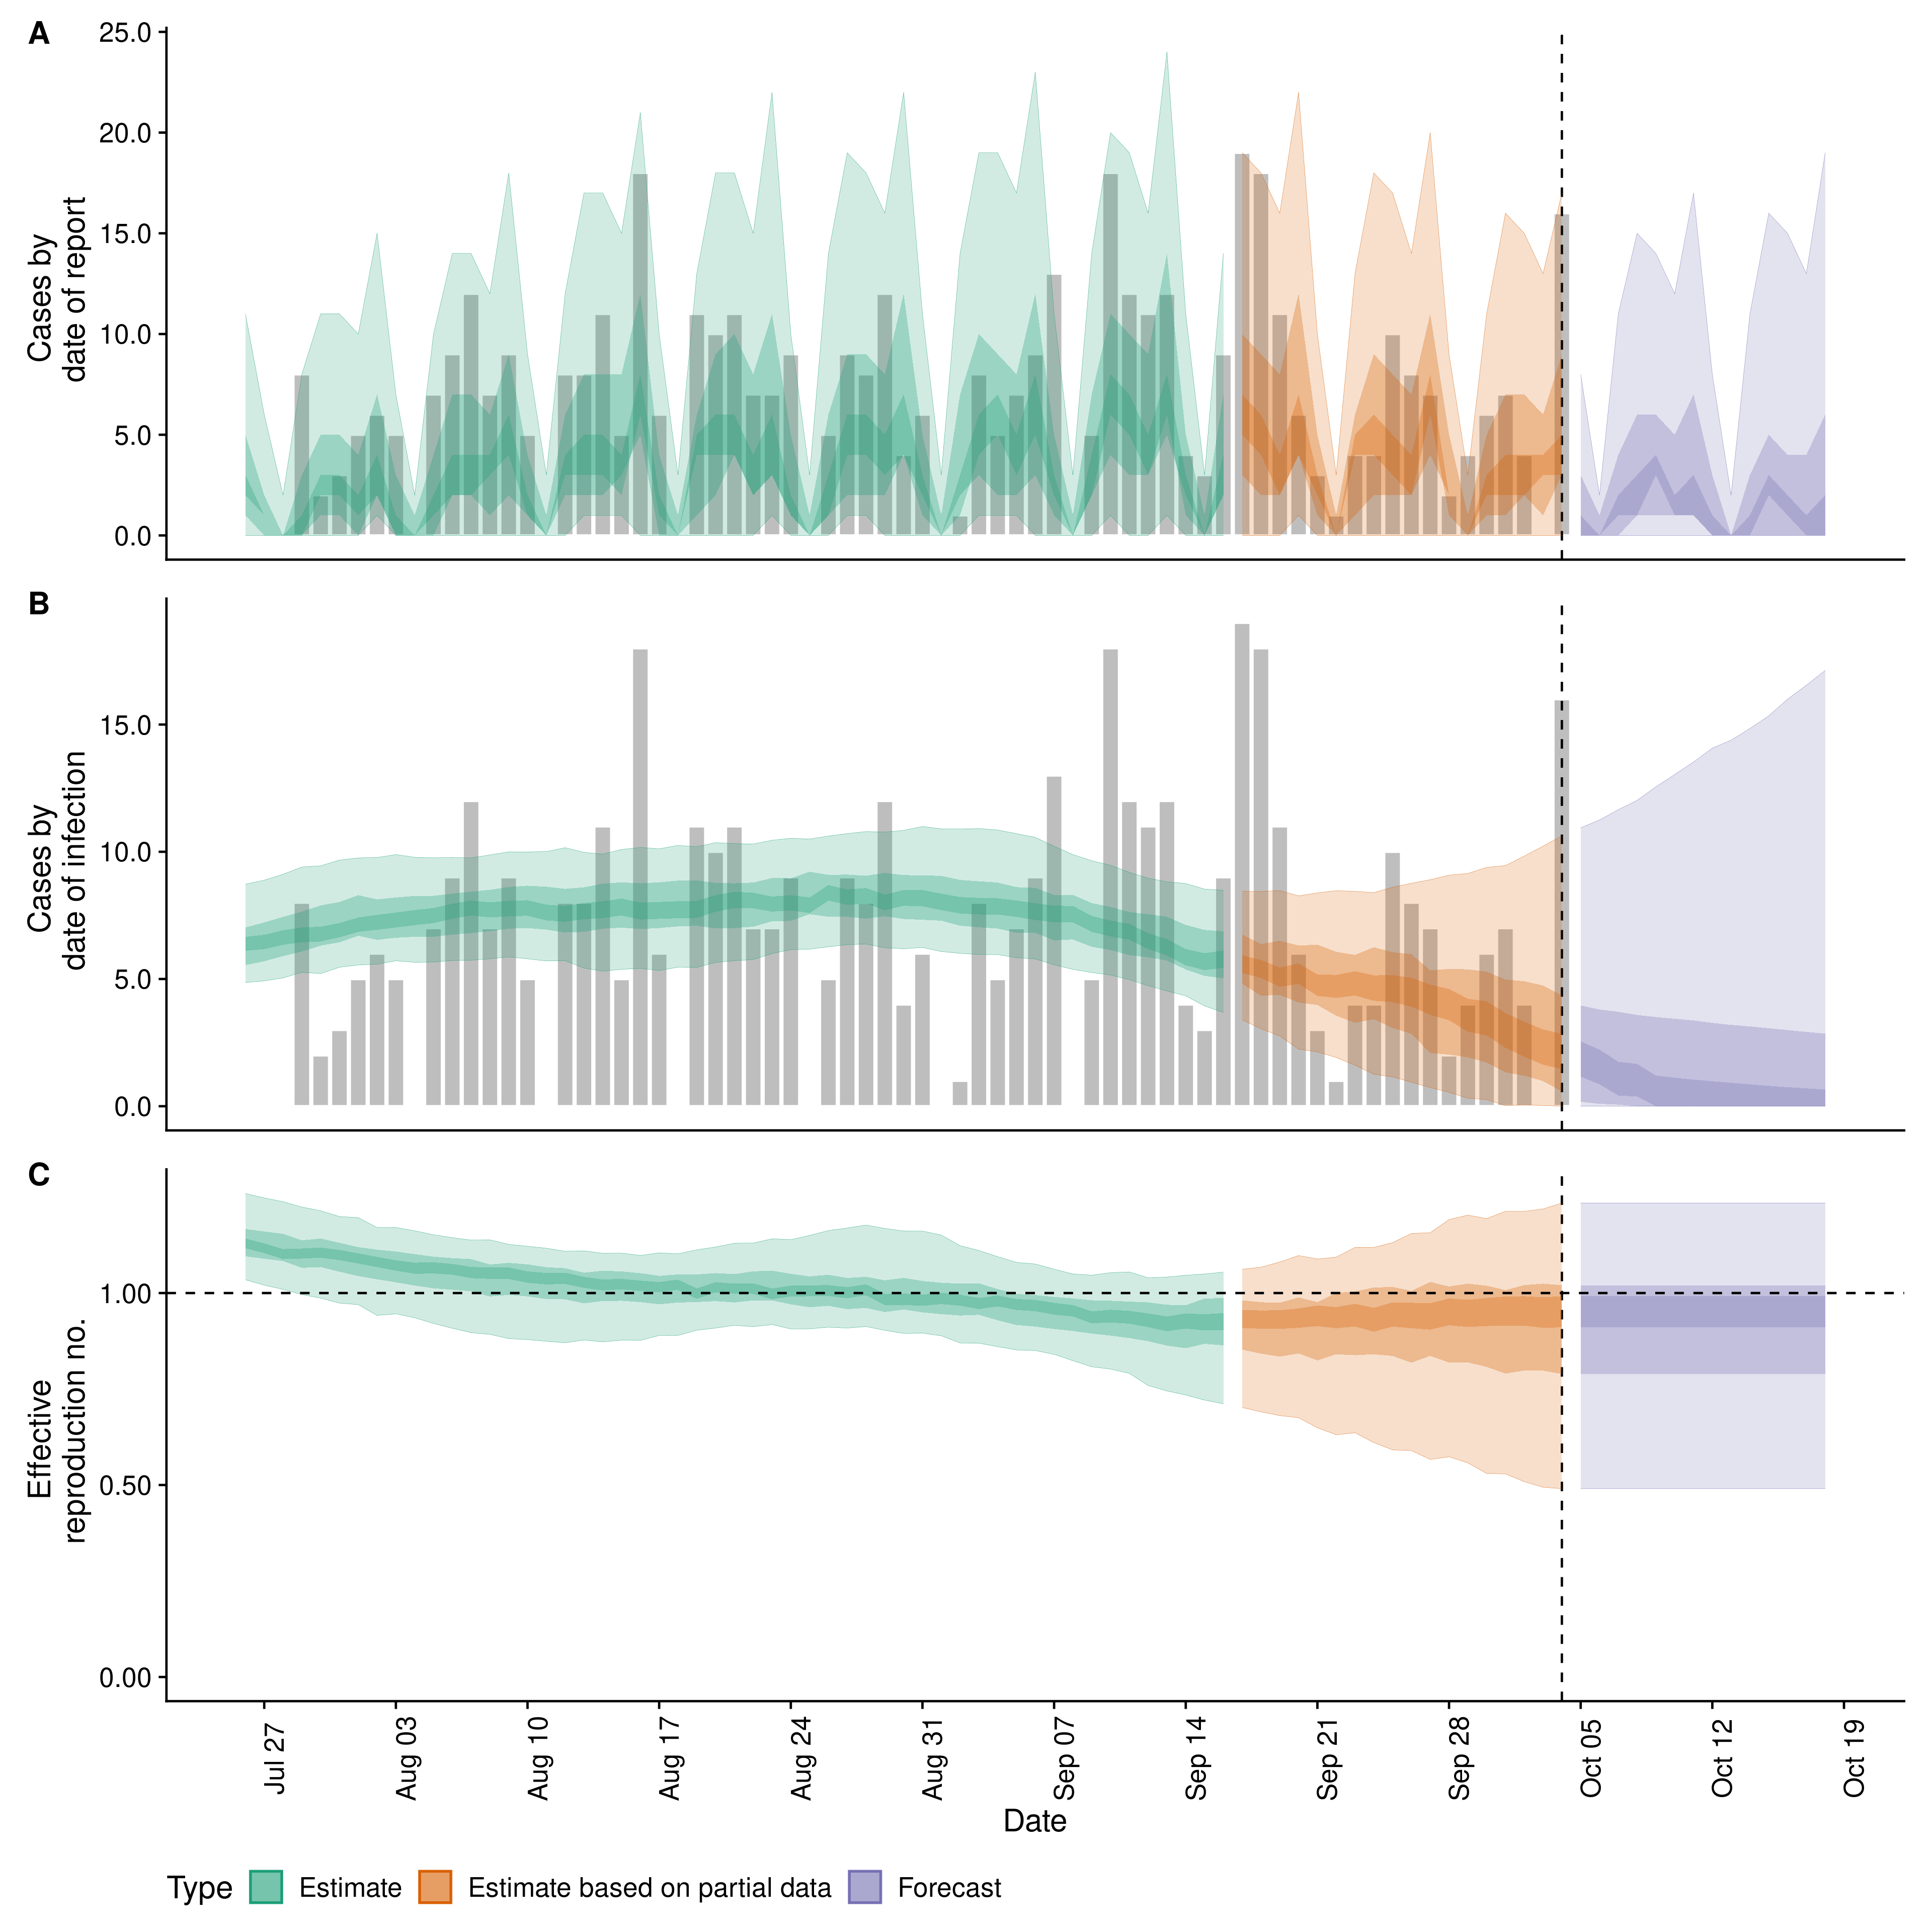 A
25.0
20.0
15.0
10.0
5.0
0.0
Cases by
date of report
B
15.0
10.0
5.0
0.0
Cases by
date of infection
C
1.00
0.50
0.00
Effective
reproduction no.
Jul 27
Aug 03
Aug 10
Aug 17
Aug 24
Aug 31
Sep 07
Sep 14
Sep 21
Sep 28
Oct 05
Oct 12
Oct 19
Date
Type Estimate Estimate based on partial data Forecast